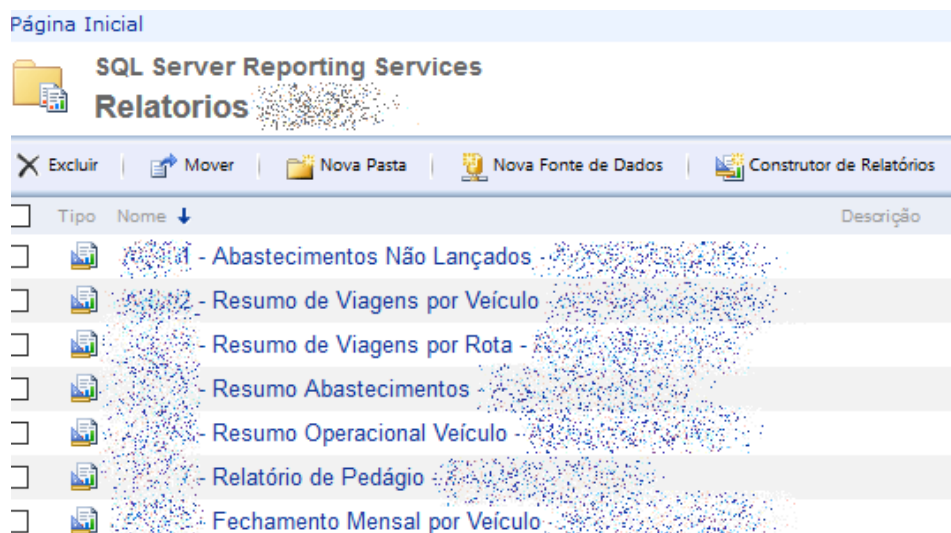 Página Inicial
SQL Server Reporting Services
Relatorios
Excluir Mover Nova Pasta Nova Fonte de Dados Construtor de Relatórios
Tipo Nome Descrição
- Abastecimentos Não Lançados -
- Resumo de Viagens por Veículo -
- Resumo de Viagens por Rota -
- Resumo Abastecimentos -
- Resumo Operacional Veículo -
- Relatório de Pedágio -
- Fechamento Mensal por Veículo -